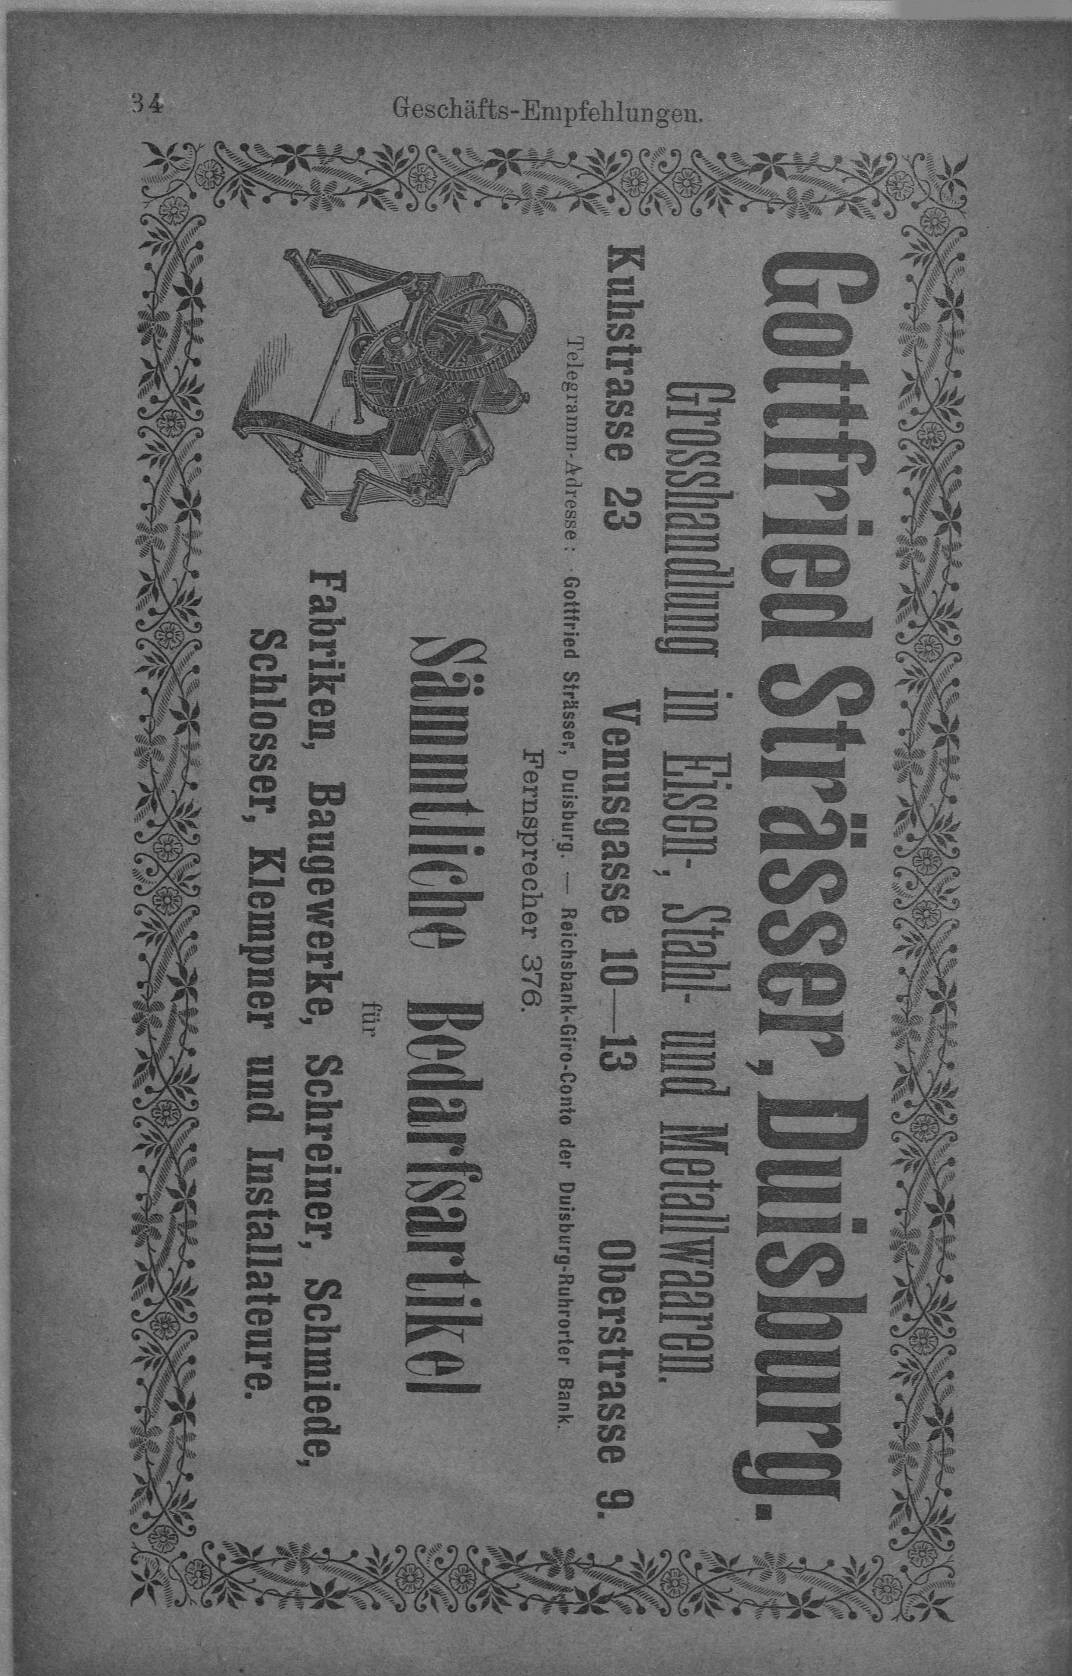 34
Geschäfts-Empfehlungen.
Gottfried Strässer, Duisburg.
Grosshandlung in Eisen-, Stahl- und Metallwaaren.
Kuhstrasse 23 Venusgasse 10—13 Oberstrasse 9.
Telegramm-Adresse: Gottfried Strässer, Duisburg. — Reichsbank-Giro-Conto der Duisburg-Ruhrorter Bank.
Fernsprecher 376.
Sämmtliche Bedarfsartikel
für
Fabriken, Baugewerke, Schreiner, Schmiede,
Schlosser, Klempner und Installateure.